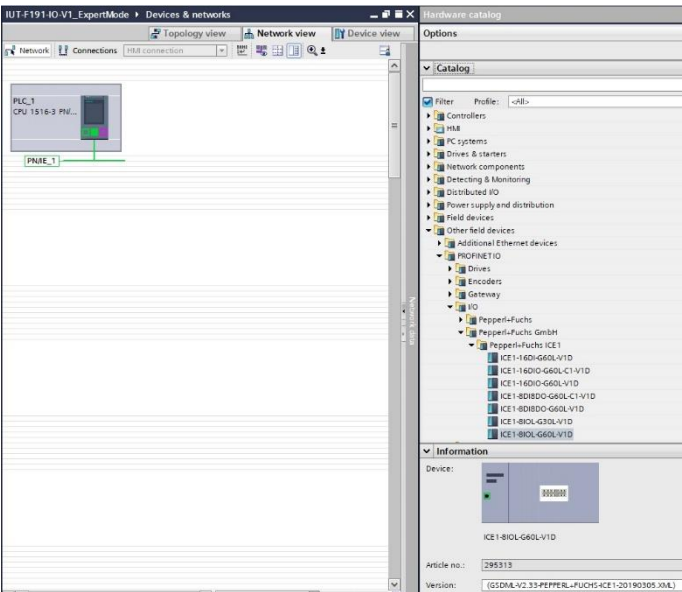 IUT-F191-IO-V1_ExpertMode ▸ Devices & networks
Topology view
Network view
Device view
Network
Connections
HMI connection
PLC_1
CPU 1516-3 PN/...
PN/IE_1
Network data
Hardware catalog
Options
Catalog
Filter Profile: <All>
Controllers
HMI
PC systems
Drives & starters
Network components
Detecting & Monitoring
Distributed I/O
Power supply and distribution
Field devices
Other field devices
Additional Ethernet devices
PROFINET IO
Drives
Encoders
Gateway
I/O
Pepperl+Fuchs
Pepperl+Fuchs GmbH
Pepperl+Fuchs ICE1
ICE1-16DI-G60L-V1D
ICE1-16DIO-G60L-C1-V1D
ICE1-16DIO-G60L-V1D
ICE1-8DI8DO-G60L-C1-V1D
ICE1-8DI8DO-G60L-V1D
ICE1-8IOL-G30L-V1D
ICE1-8IOL-G60L-V1D
Information
Device:
ICE1-8IOL-G60L-V1D
Article no.: 295313
Version: (GSDML-V2.33-PEPPERL+FUCHS-ICE1-20190305.XML)